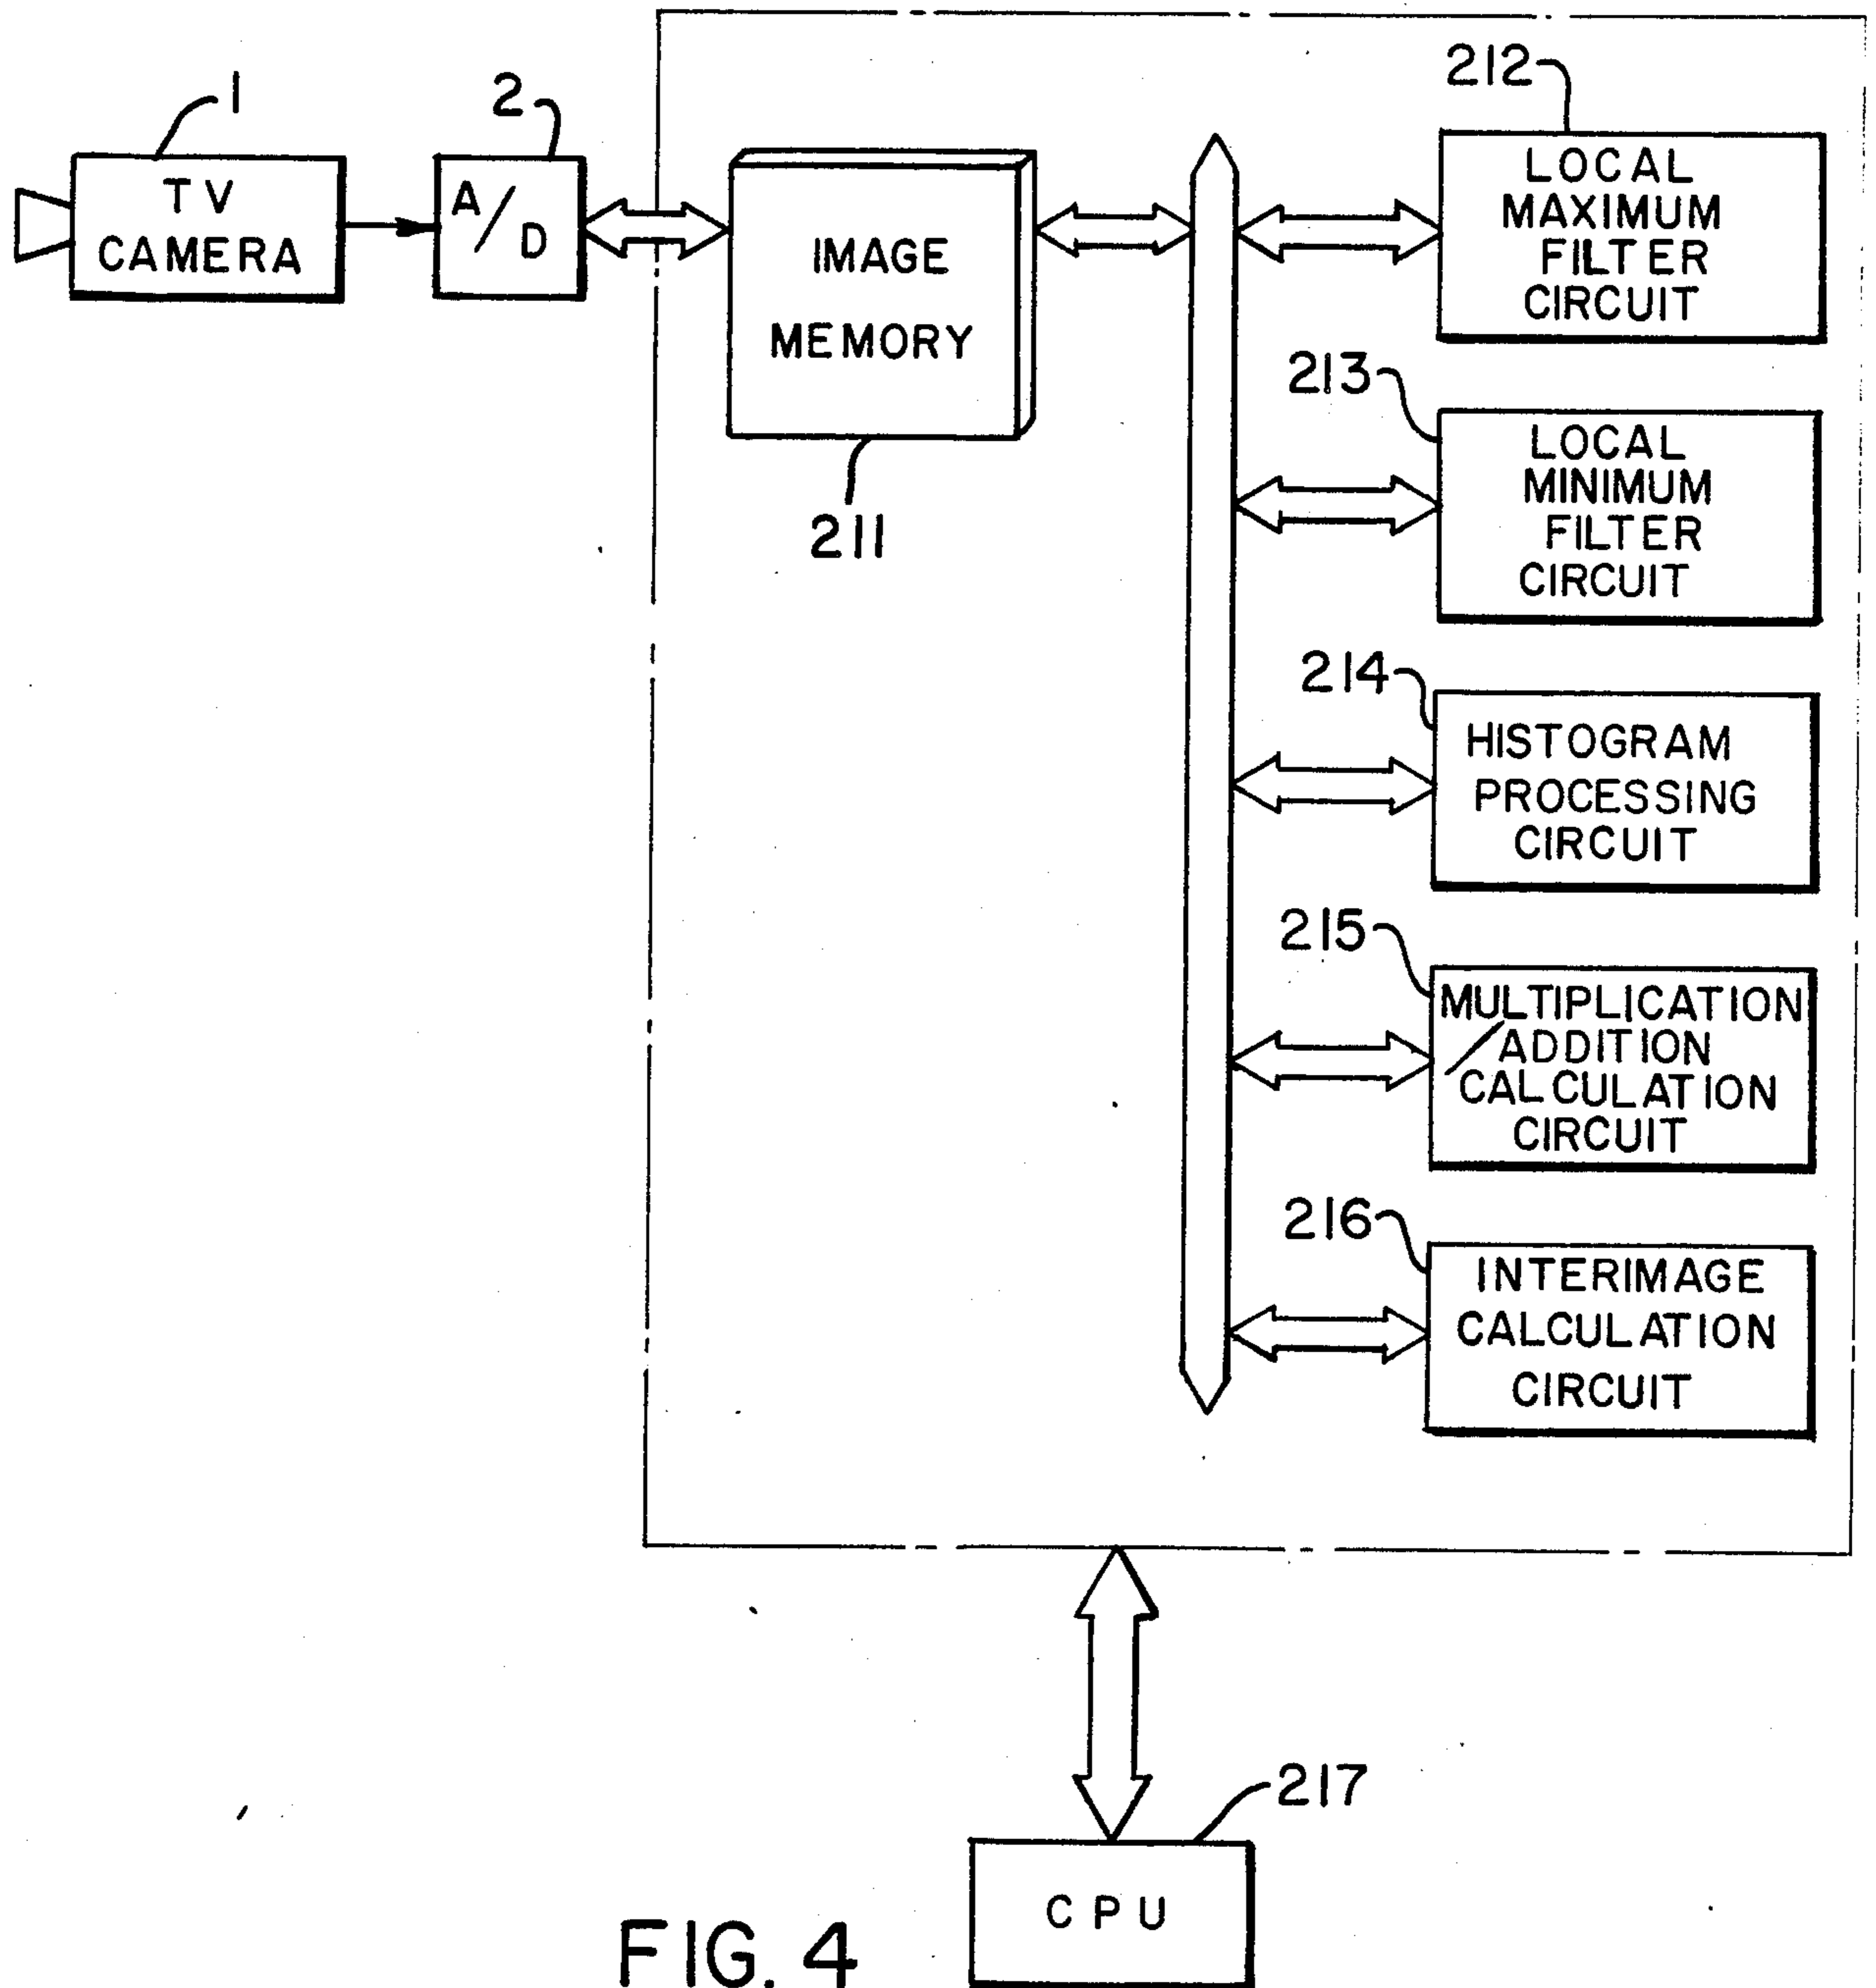 1
TV
CAMERA
2
A/D
IMAGE
MEMORY
211
212
LOCAL
MAXIMUM
FILTER
CIRCUIT
213
LOCAL
MINIMUM
FILTER
CIRCUIT
214
HISTOGRAM
PROCESSING
CIRCUIT
215
MULTIPLICATION
/ADDITION
CALCULATION
CIRCUIT
216
INTERIMAGE
CALCULATION
CIRCUIT
217
CPU
FIG. 4